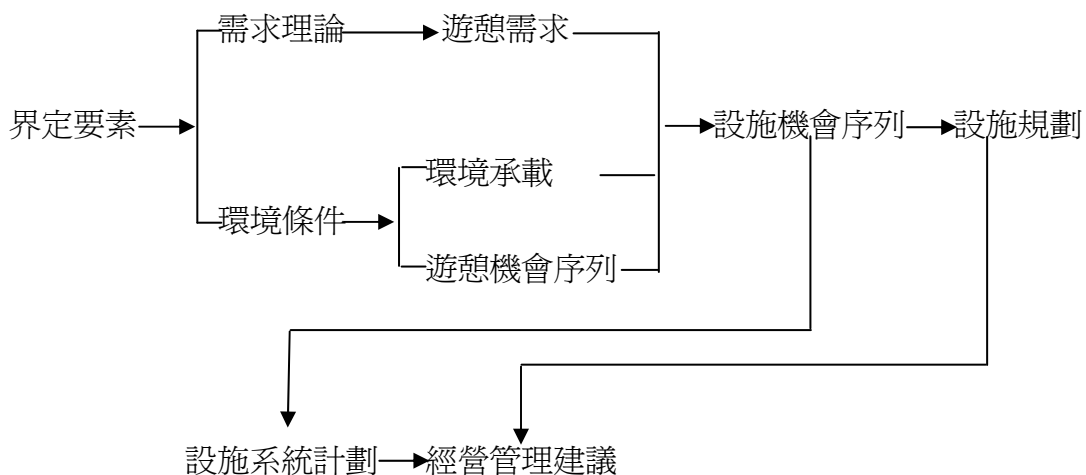 需求理論
遊憩需求
界定要素
設施機會序列
設施規劃
環境承載
環境條件
遊憩機會序列
設施系統計劃
經營管理建議